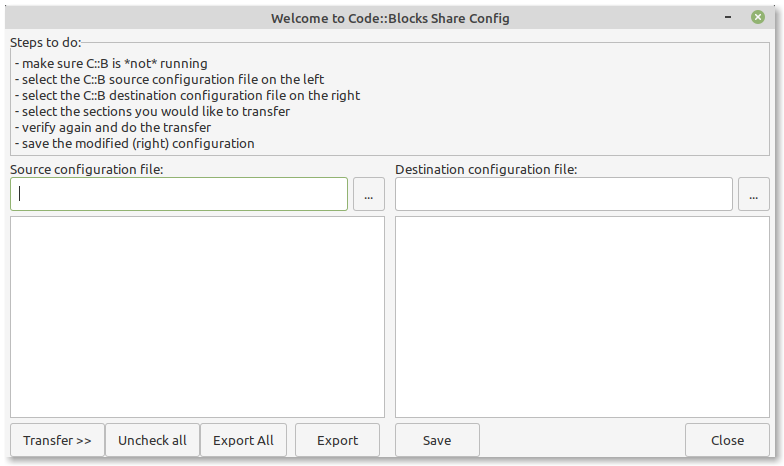 Welcome to Code::Blocks Share Config
Steps to do:
- make sure C::B is *not* running
- select the C::B source configuration file on the left
- select the C::B destination configuration file on the right
- select the sections you would like to transfer
- verify again and do the transfer
- save the modified (right) configuration
Source configuration file:
Destination configuration file:
...
...
Transfer >>
Uncheck all
Export All
Export
Save
Close